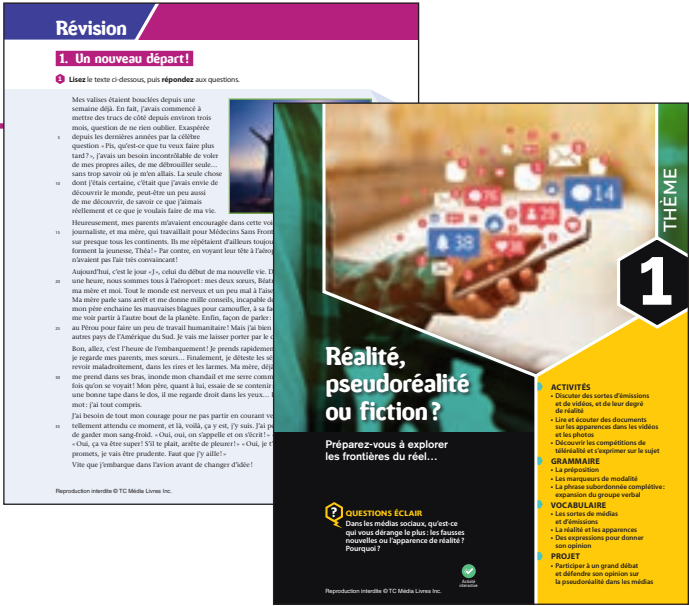 Révision
1. Un nouveau départ!
1 Lisez le texte ci-dessous, puis répondez aux questions.
Mes valises étaient bouclées depuis une
semaine déjà. En fait, j'avais commencé à
mettre des trucs de côté depuis environ trois
mois, question de ne rien oublier. Exaspérée
5 depuis les dernières années par la célèbre
question « Pis, qu'est-ce que tu veux faire plus
tard? », j'avais un besoin incontrôlable de voler
de mes propres ailes, de me débrouiller seule…
sans trop savoir où je m'en allais. La seule chose
10 dont j'étais certaine, c'était que j'avais envie de
découvrir le monde, peut-être un peu aussi
de me découvrir, de savoir ce que j'aimais
réellement et ce que je voulais faire de ma vie.
Heureusement, mes parents m'avaient encouragée dans cette voi
15 journaliste, et ma mère, qui travaillait pour Médecins Sans Front
sur presque tous les continents. Ils me répétaient d'ailleurs toujou
forment la jeunesse, Théa! » Par contre, en voyant leur tête à l'aérop
n'avaient pas l'air très convaincant!
Aujourd'hui, c'est le jour « J », celui du début de ma nouvelle vie. D
20 une heure, nous sommes tous à l'aéroport : mes deux sœurs, Béatr
ma mère et moi. Tout le monde est nerveux et un peu mal à l'aise
Ma mère parle sans arrêt et me donne mille conseils, incapable de
mon père enchaine les mauvaises blagues pour camoufler, à sa fa
me voir partir à l'autre bout de la planète. Enfin, façon de parler :
25 au Pérou pour faire un peu de travail humanitaire! Mais j'ai bien
autres pays de l'Amérique du Sud. Je vais me laisser porter par le
Bon, allez, c'est l'heure de l'embarquement! Je prends rapidemen
je regarde mes parents, mes sœurs… Finalement, je déteste les sé
revoir maladroitement, dans les rires et les larmes. Ma mère, déjà
30 me prend dans ses bras, inonde mon chandail et me serre comm
fois qu'on se voyait! Mon père, quant à lui, essaie de se contenir :
une bonne tape dans le dos, il me regarde droit dans les yeux…
mot : j'ai tout compris.
J'ai besoin de tout mon courage pour ne pas partir en courant ve
35 tellement attendu ce moment, et là, voilà, ça y est, j'y suis. J'ai p
de garder mon sang-froid. « Oui, oui, on s'appelle et on s'écrit! »
« Oui, ça va être super! S'il te plait, arrête de pleurer! » « Oui, je t'
promets, je vais être prudente. Faut que j'y aille! »
Vite que j'embarque dans l'avion avant de changer d'idée!
Reproduction interdite © TC Média Livres Inc.
THÈME
1
76
14
29
38
36
Réalité,
pseudoréalité
ou fiction?
Préparez-vous à explorer
les frontières du réel…
? QUESTIONS ÉCLAIR
Dans les médias sociaux, qu'est-ce
qui vous dérange le plus : les fausses
nouvelles ou l'apparence de réalité?
Pourquoi?
Activité
interactive
Reproduction interdite © TC Média Livres Inc.
ACTIVITÉS
• Discuter des sortes d'émissions
et de vidéos, et de leur degré
de réalité
• Lire et écouter des documents
sur les apparences dans les vidéos
et les photos
• Découvrir les compétitions de
téléréalité et s'exprimer sur le sujet
GRAMMAIRE
• La préposition
• Les marqueurs de modalité
• La phrase subordonnée complétive :
expansion du groupe verbal
VOCABULAIRE
• Les sortes de médias
et d'émissions
• La réalité et les apparences
• Des expressions pour donner
son opinion
PROJET
• Participer à un grand débat
et défendre son opinion sur
la pseudoréalité dans les médias